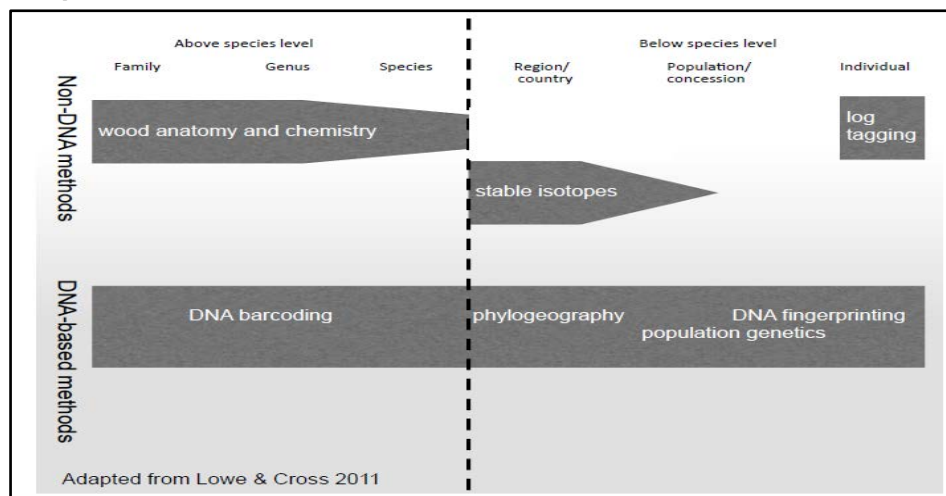 Above species level
Below species level
Family
Genus
Species
Region/
country
Population/
concession
Individual
Non-DNA methods
wood anatomy and chemistry
log
tagging
stable isotopes
DNA-based methods
DNA barcoding
phylogeography
DNA fingerprinting
population genetics
Adapted from Lowe & Cross 2011